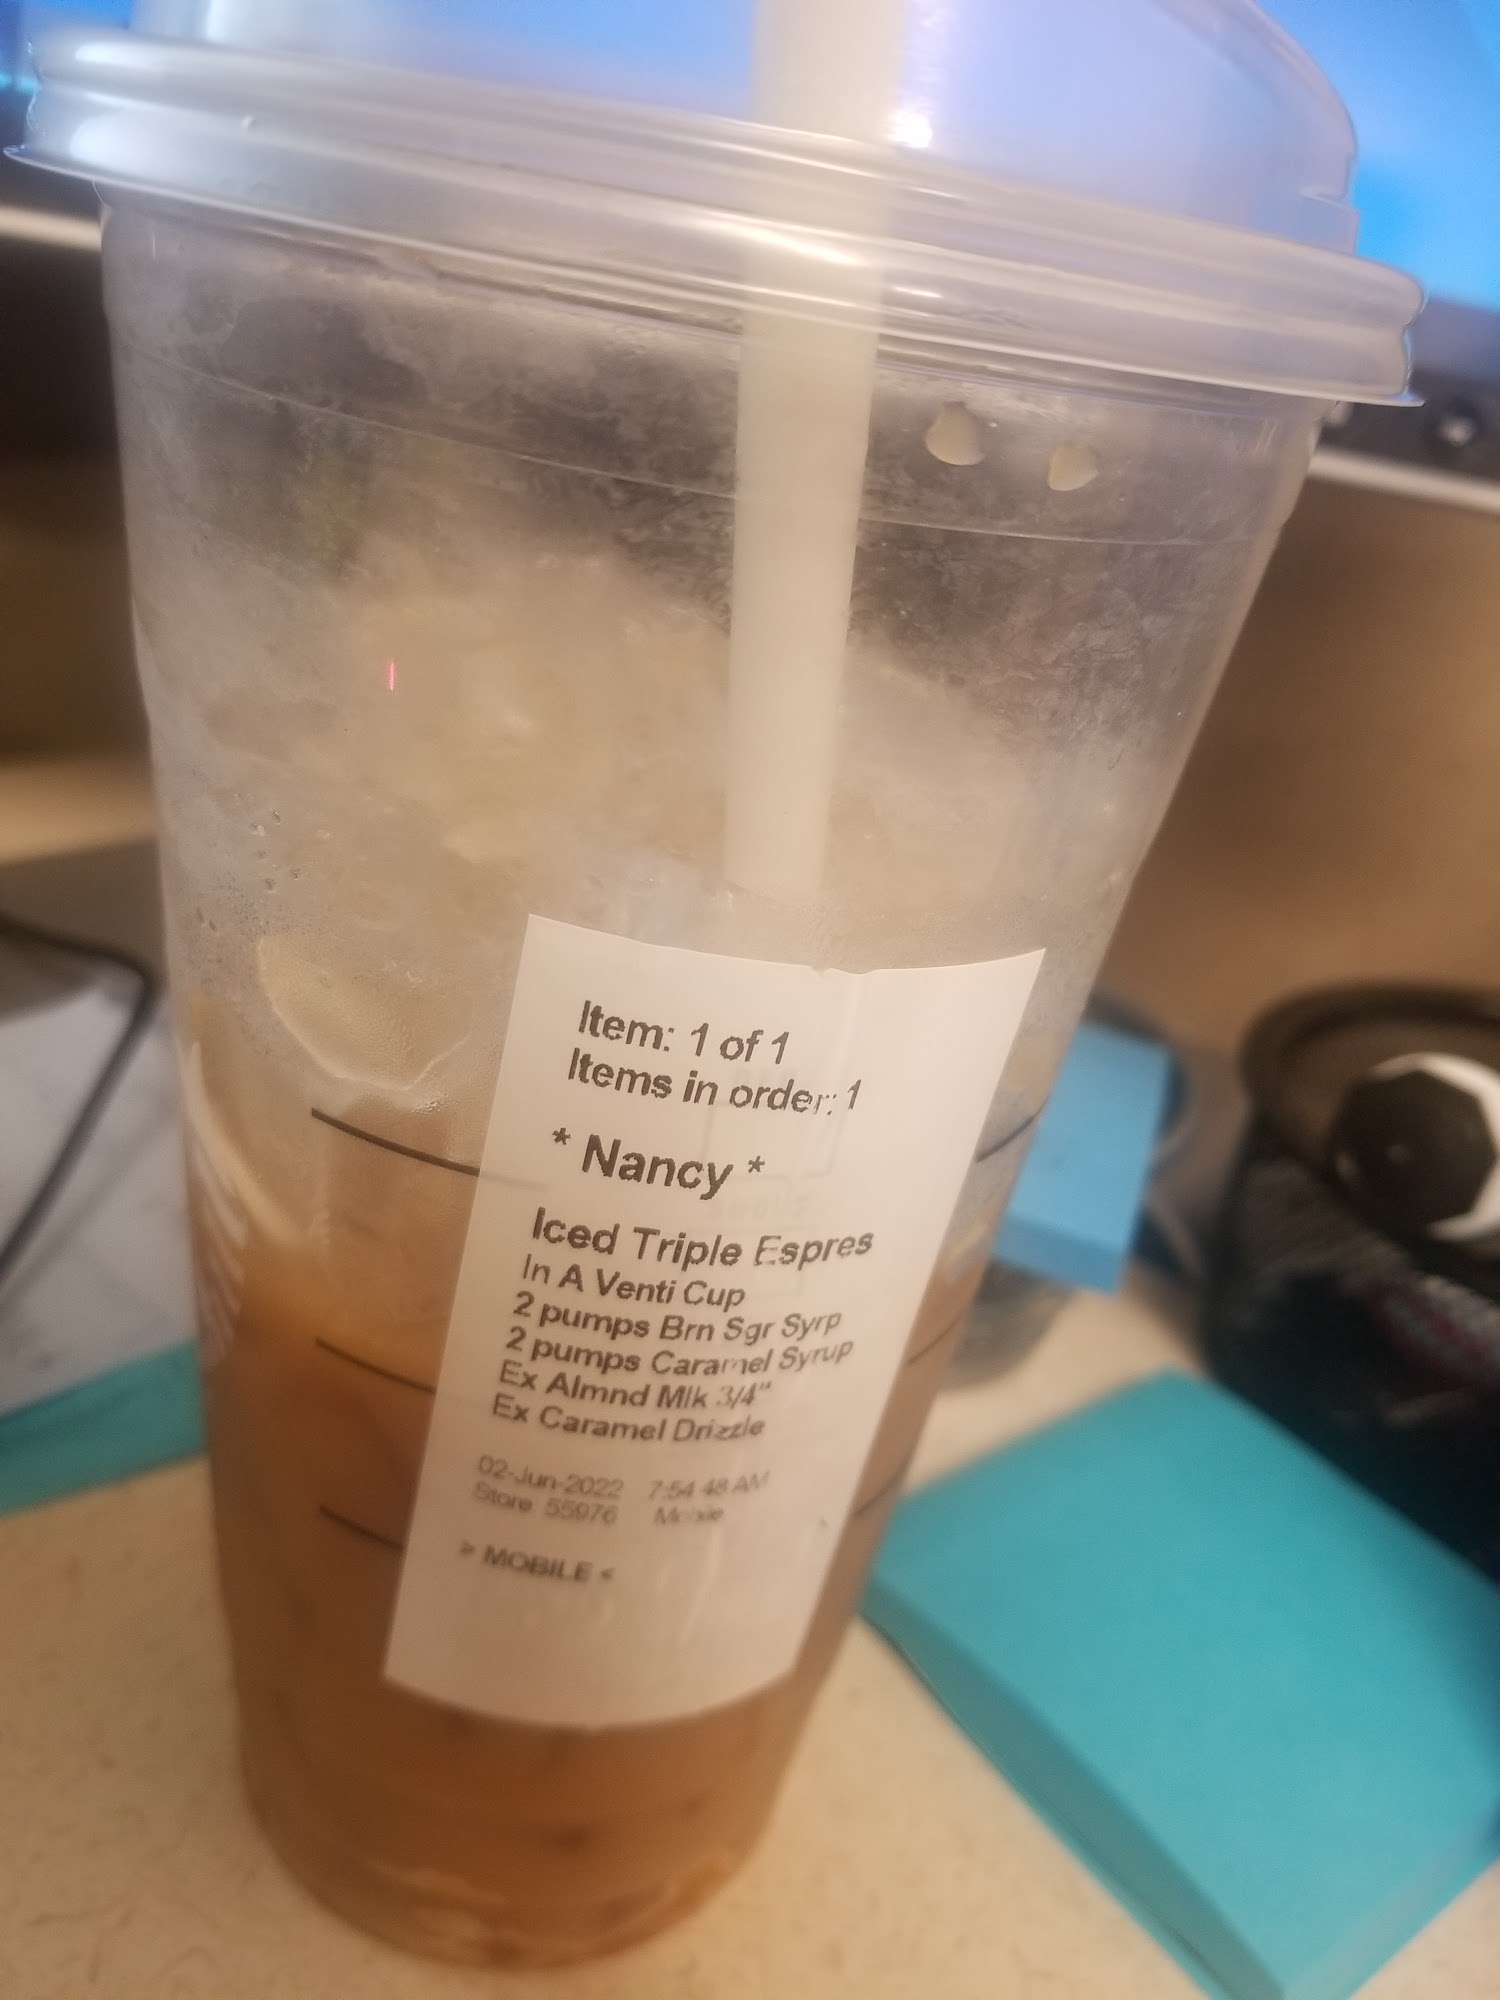 Item: 1 of 1
Items in order: 1
* Nancy *
Iced Triple Espres
In A Venti Cup
2 pumps Brn Sgr Syrp
2 pumps Caramel Syrup
Ex Almnd Mlk 3/4"
Ex Caramel Drizzle
02-Jun-2022 7:54:48 AM
Store 55976 Mobile
> MOBILE <